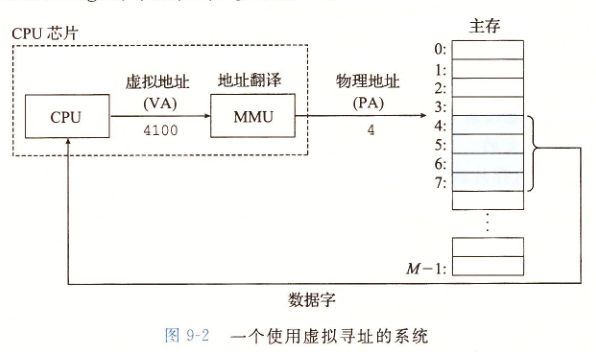 CPU 芯片
主存
虚拟地址
(VA)
4100
地址翻译
物理地址
(PA)
4
CPU
MMU
0:
1:
2:
3:
4:
5:
6:
7:
M−1:
数据字
图 9-2 一个使用虚拟寻址的系统